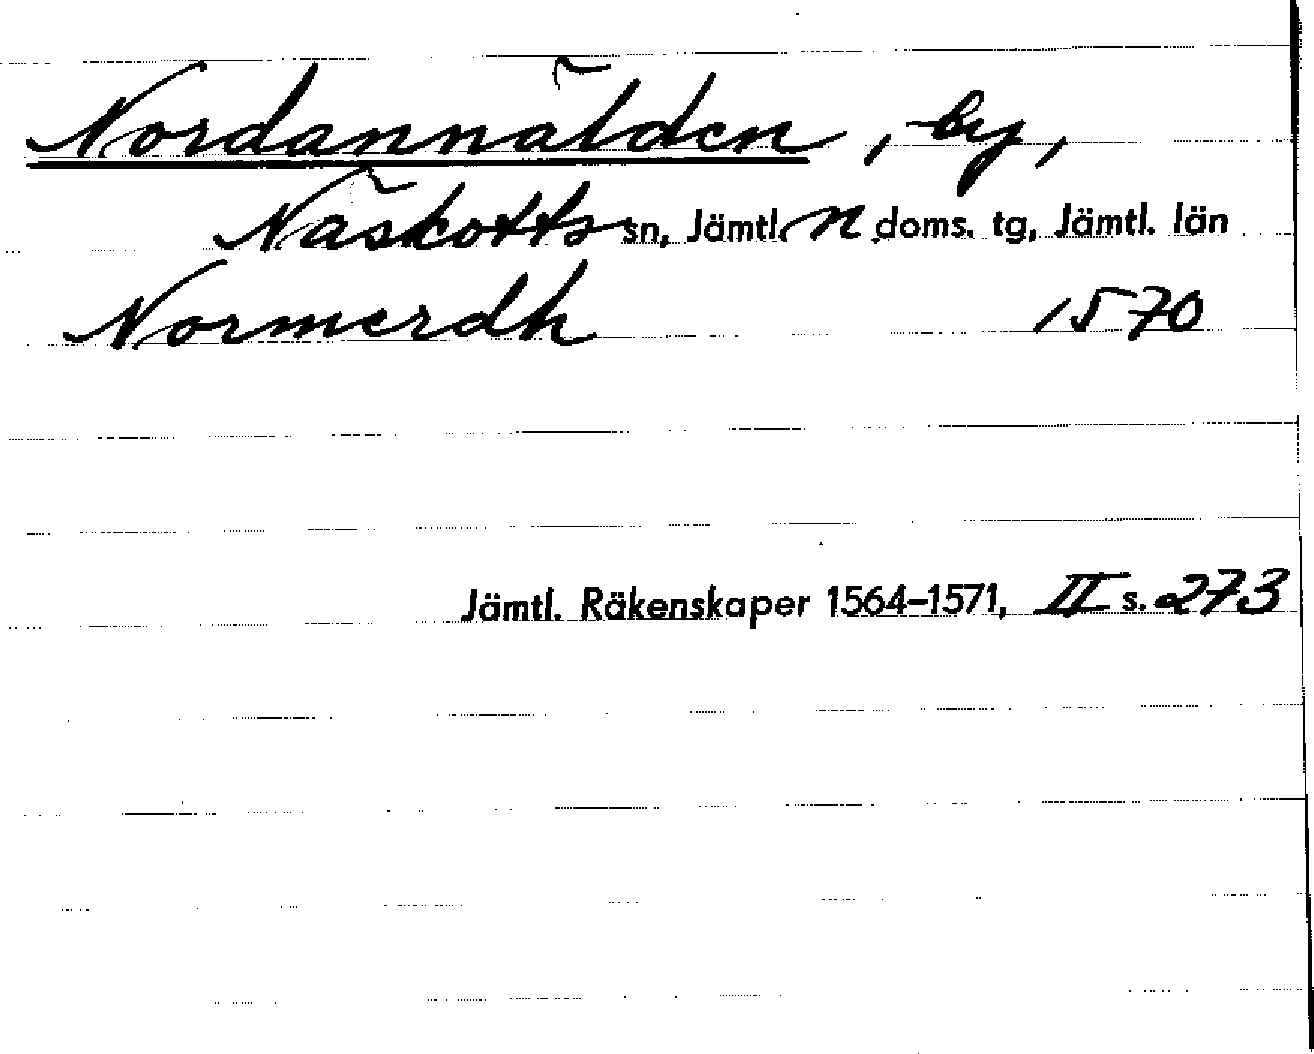 Nordannälden, by,
Näskotts sn, Jämtl. n doms. tg, Jämtl. län
Normerdh 1570
Jämtl. Räkenskaper 1564–1571, II s. 273